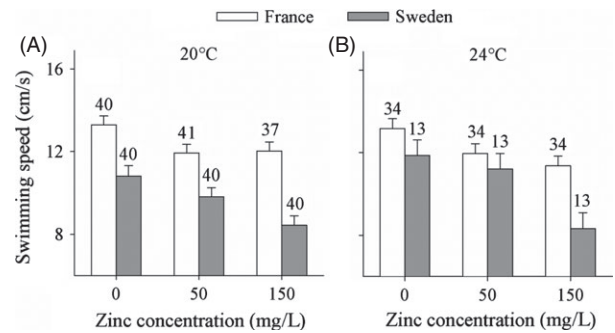 France Sweden
(A) 20°C
(B) 24°C
Swimming speed (cm/s)
16
12
8
40 40 41 40 37 40
0 50 150
Zinc concentration (mg/L)
34 13 34 13 34 13
0 50 150
Zinc concentration (mg/L)